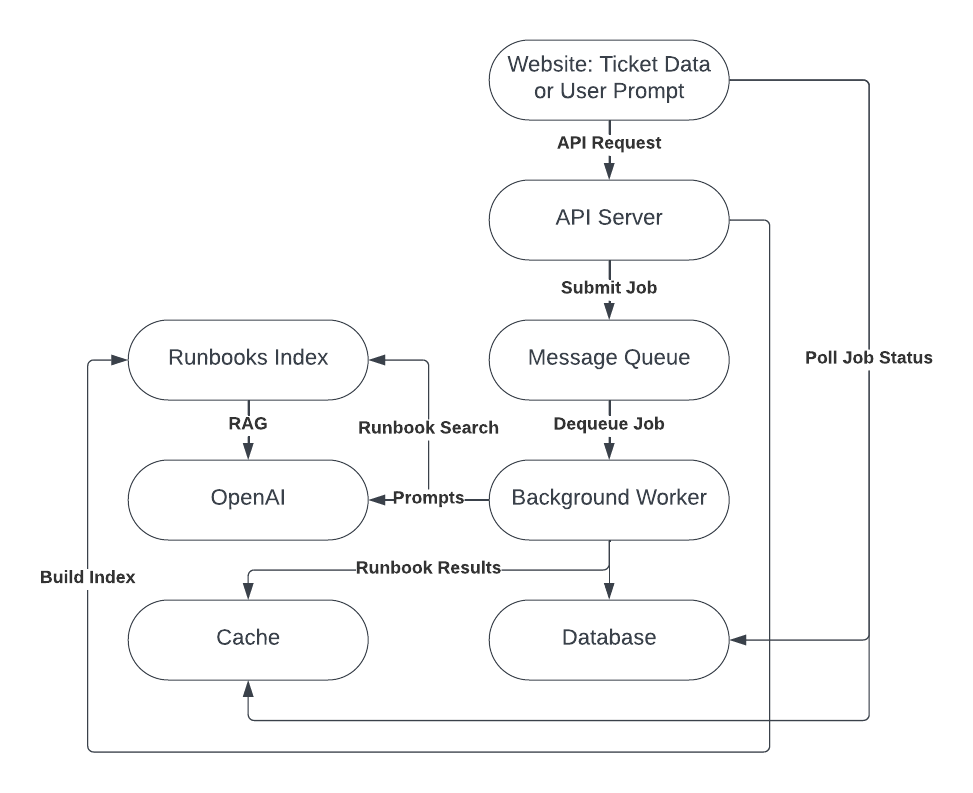 Website: Ticket Data
or User Prompt
API Request
API Server
Submit Job
Runbooks Index
Message Queue
Poll Job Status
RAG
Runbook Search
Dequeue Job
OpenAI
Prompts
Background Worker
Build Index
Runbook Results
Cache
Database